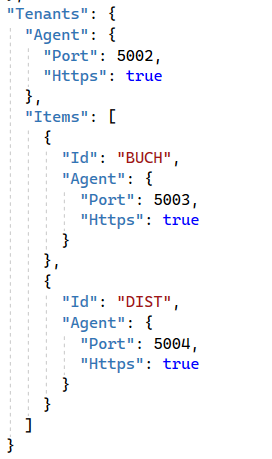 "Tenants": {
  "Agent": {
    "Port": 5002,
    "Https": true
  },
  "Items": [
    {
      "Id": "BUCH",
      "Agent": {
        "Port": 5003,
        "Https": true
      }
    },
    {
      "Id": "DIST",
      "Agent": {
        "Port": 5004,
        "Https": true
      }
    }
  ]
}